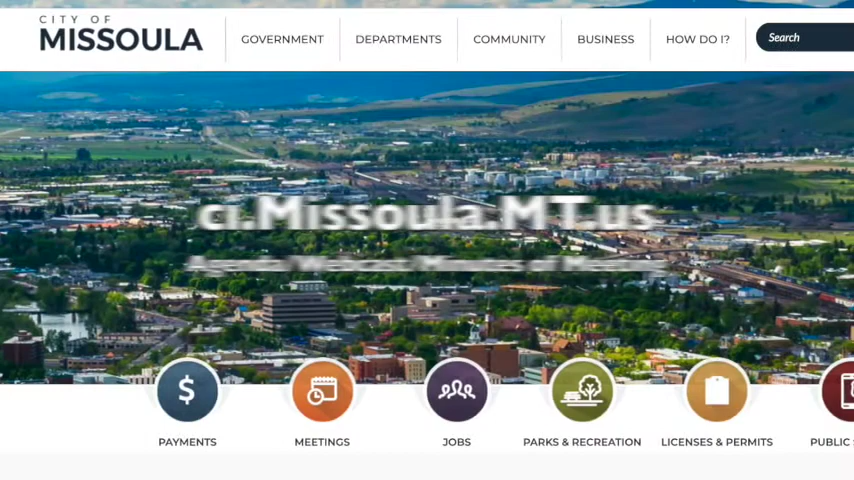 CITY OF
MISSOULA
GOVERNMENT
DEPARTMENTS
COMMUNITY
BUSINESS
HOW DO I?
Search
ci.Missoula.MT.us
PAYMENTS
MEETINGS
JOBS
PARKS & RECREATION
LICENSES & PERMITS
PUBLIC